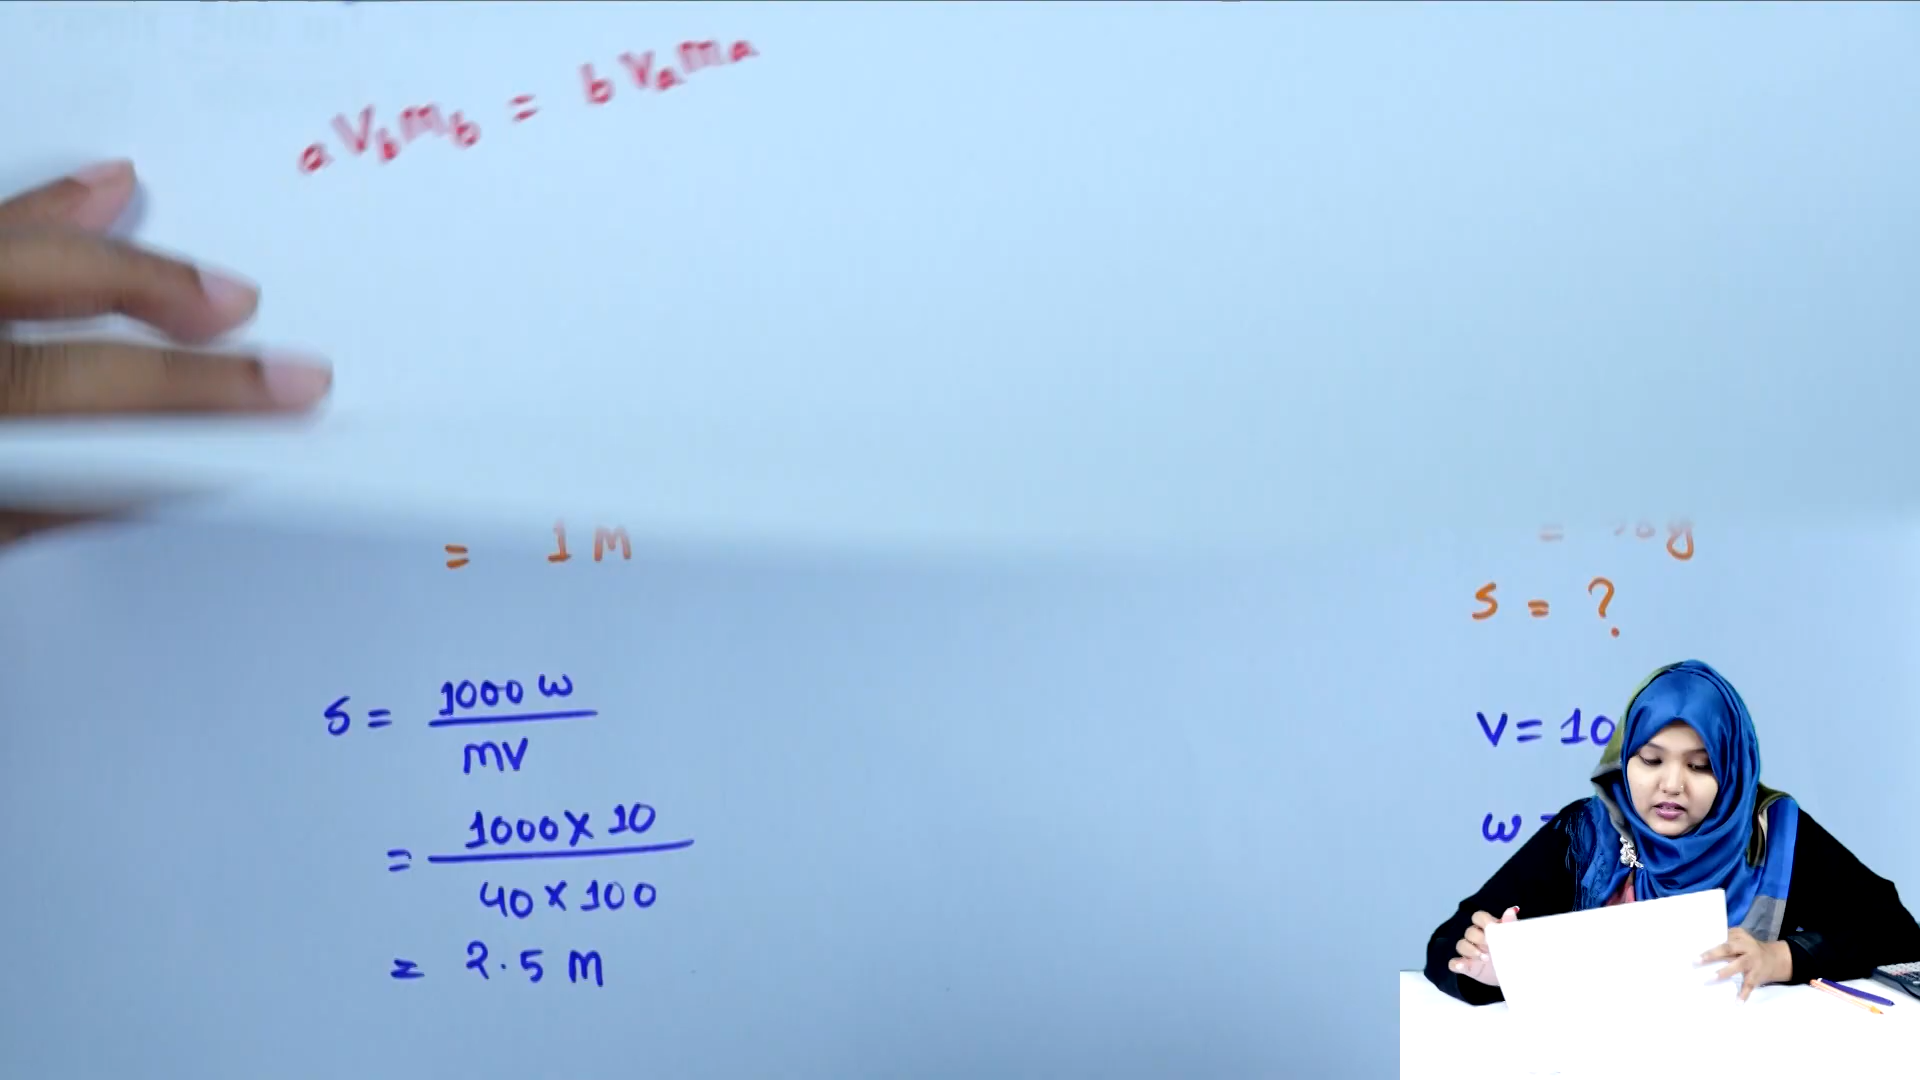 aVbMb = bVaMa
= 1 M
S = ?
S = 1000 W
MV
V = 10
= 1000 × 10
40 × 100
W =
= 2.5 M